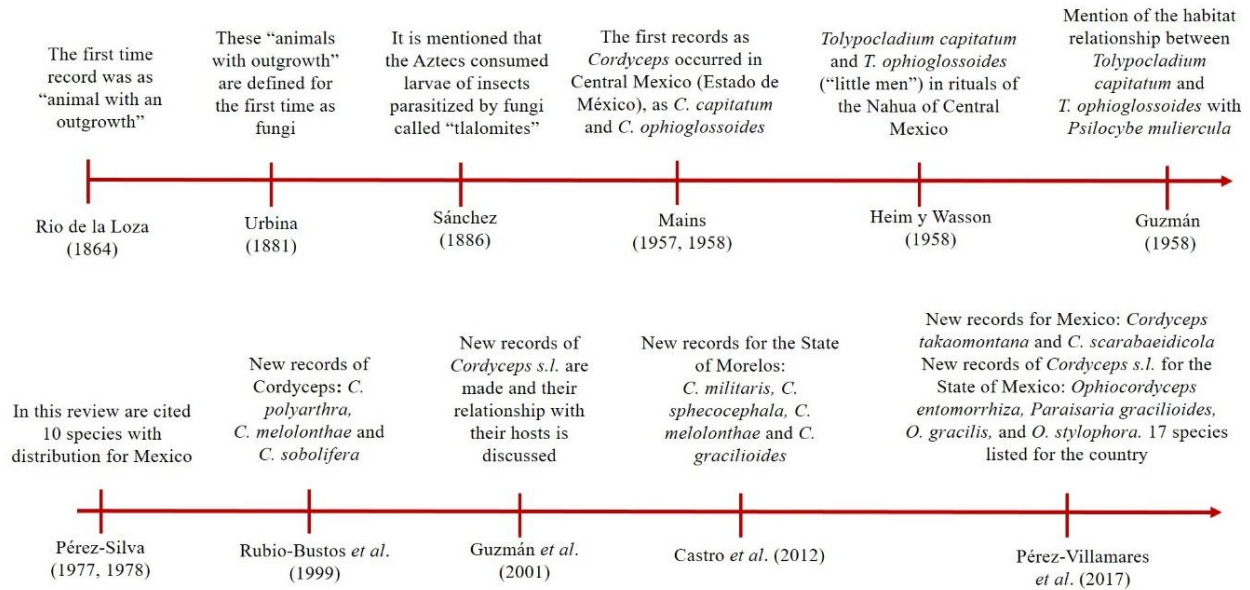 The first time
record was as
“animal with an
outgrowth”
These “animals
with outgrowth”
are defined for
the first time as
fungi
It is mentioned that
the Aztecs consumed
larvae of insects
parasitized by fungi
called “tlalomites”
The first records as
Cordyceps occurred in
Central Mexico (Estado de
México), as C. capitatum
and C. ophioglossoides
Tolypocladium capitatum
and T. ophioglossoides
(“little men”) in rituals of
the Nahua of Central
Mexico
Mention of the habitat
relationship between
Tolypocladium
capitatum and
T. ophioglossoides with
Psilocybe muliercula
Rio de la Loza
(1864)
Urbina
(1881)
Sánchez
(1886)
Mains
(1957, 1958)
Heim y Wasson
(1958)
Guzmán
(1958)
In this review are cited
10 species with
distribution for Mexico
New records of
Cordyceps: C.
polyarthra,
C. melolonthae and
C. sobolifera
New records of
Cordyceps s.l. are
made and their
relationship with
their hosts is
discussed
New records for the State
of Morelos:
C. militaris, C.
sphecocephala, C.
melolonthae and C.
gracilioides
New records for Mexico: Cordyceps
takaomontana and C. scarabaeidicola
New records of Cordyceps s.l. for the
State of Mexico: Ophiocordyceps
entomorrhiza, Paraisaria gracilioides,
O. gracilis, and O. stylophora. 17 species
listed for the country
Pérez-Silva
(1977, 1978)
Rubio-Bustos et al.
(1999)
Guzmán et al.
(2001)
Castro et al. (2012)
Pérez-Villamares
et al. (2017)